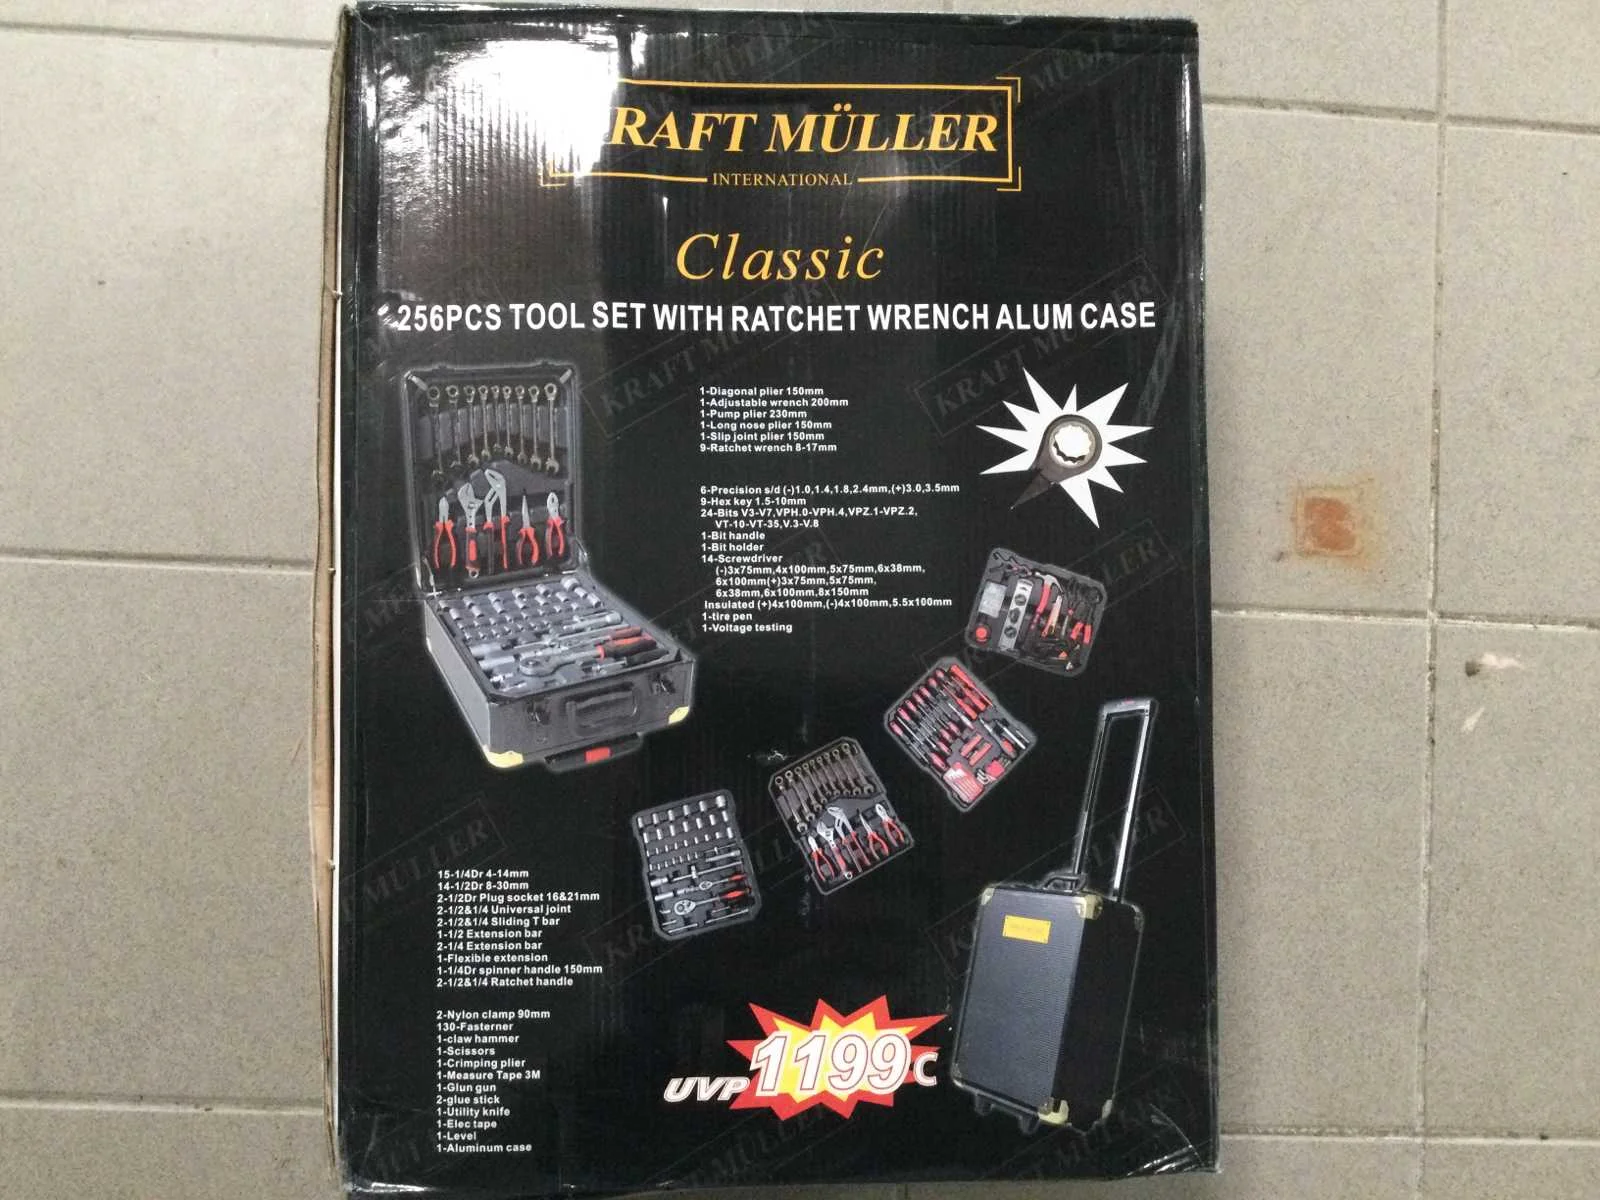 RAFT MÜLLER
INTERNATIONAL
Classic
256PCS TOOL SET WITH RATCHET WRENCH ALUM CASE
1-Diagonal plier 150mm
1-Adjustable wrench 200mm
1-Pump plier 230mm
1-Long nose plier 150mm
1-Slip joint plier 150mm
9-Ratchet wrench 8-17mm
6-Precision s/d (-)1.0,1.4,1.8,2.4mm,(+)3.0,3.5mm
9-Hex key 1.5-10mm
24-Bits V3-V7,VPH.0-VPH.4,VPZ.1-VPZ.2,
VT-10-VT-35,V.3-V.8
1-Bit handle
1-Bit holder
14-Screwdriver
(-)3x75mm,4x100mm,5x75mm,6x38mm,
6x100mm(+)3x75mm,5x75mm,
6x38mm,6x100mm,8x150mm
Insulated (+)4x100mm,(-)4x100mm,5.5x100mm
1-tire pen
1-Voltage testing
15-1/4Dr 4-14mm
14-1/2Dr 8-30mm
2-1/2Dr Plug socket 16&21mm
2-1/2&1/4 Universal joint
2-1/2&1/4 Sliding T bar
1-1/2 Extension bar
2-1/4 Extension bar
1-Flexible extension
1-1/4Dr spinner handle 150mm
2-1/2&1/4 Ratchet handle
2-Nylon clamp 90mm
130-Fasterner
1-claw hammer
1-Scissors
1-Crimping plier
1-Measure Tape 3M
1-Glun gun
2-glue stick
1-Utility knife
1-Elec tape
1-Level
1-Aluminum case
UVP 1199€
KRAFT MÜLLER